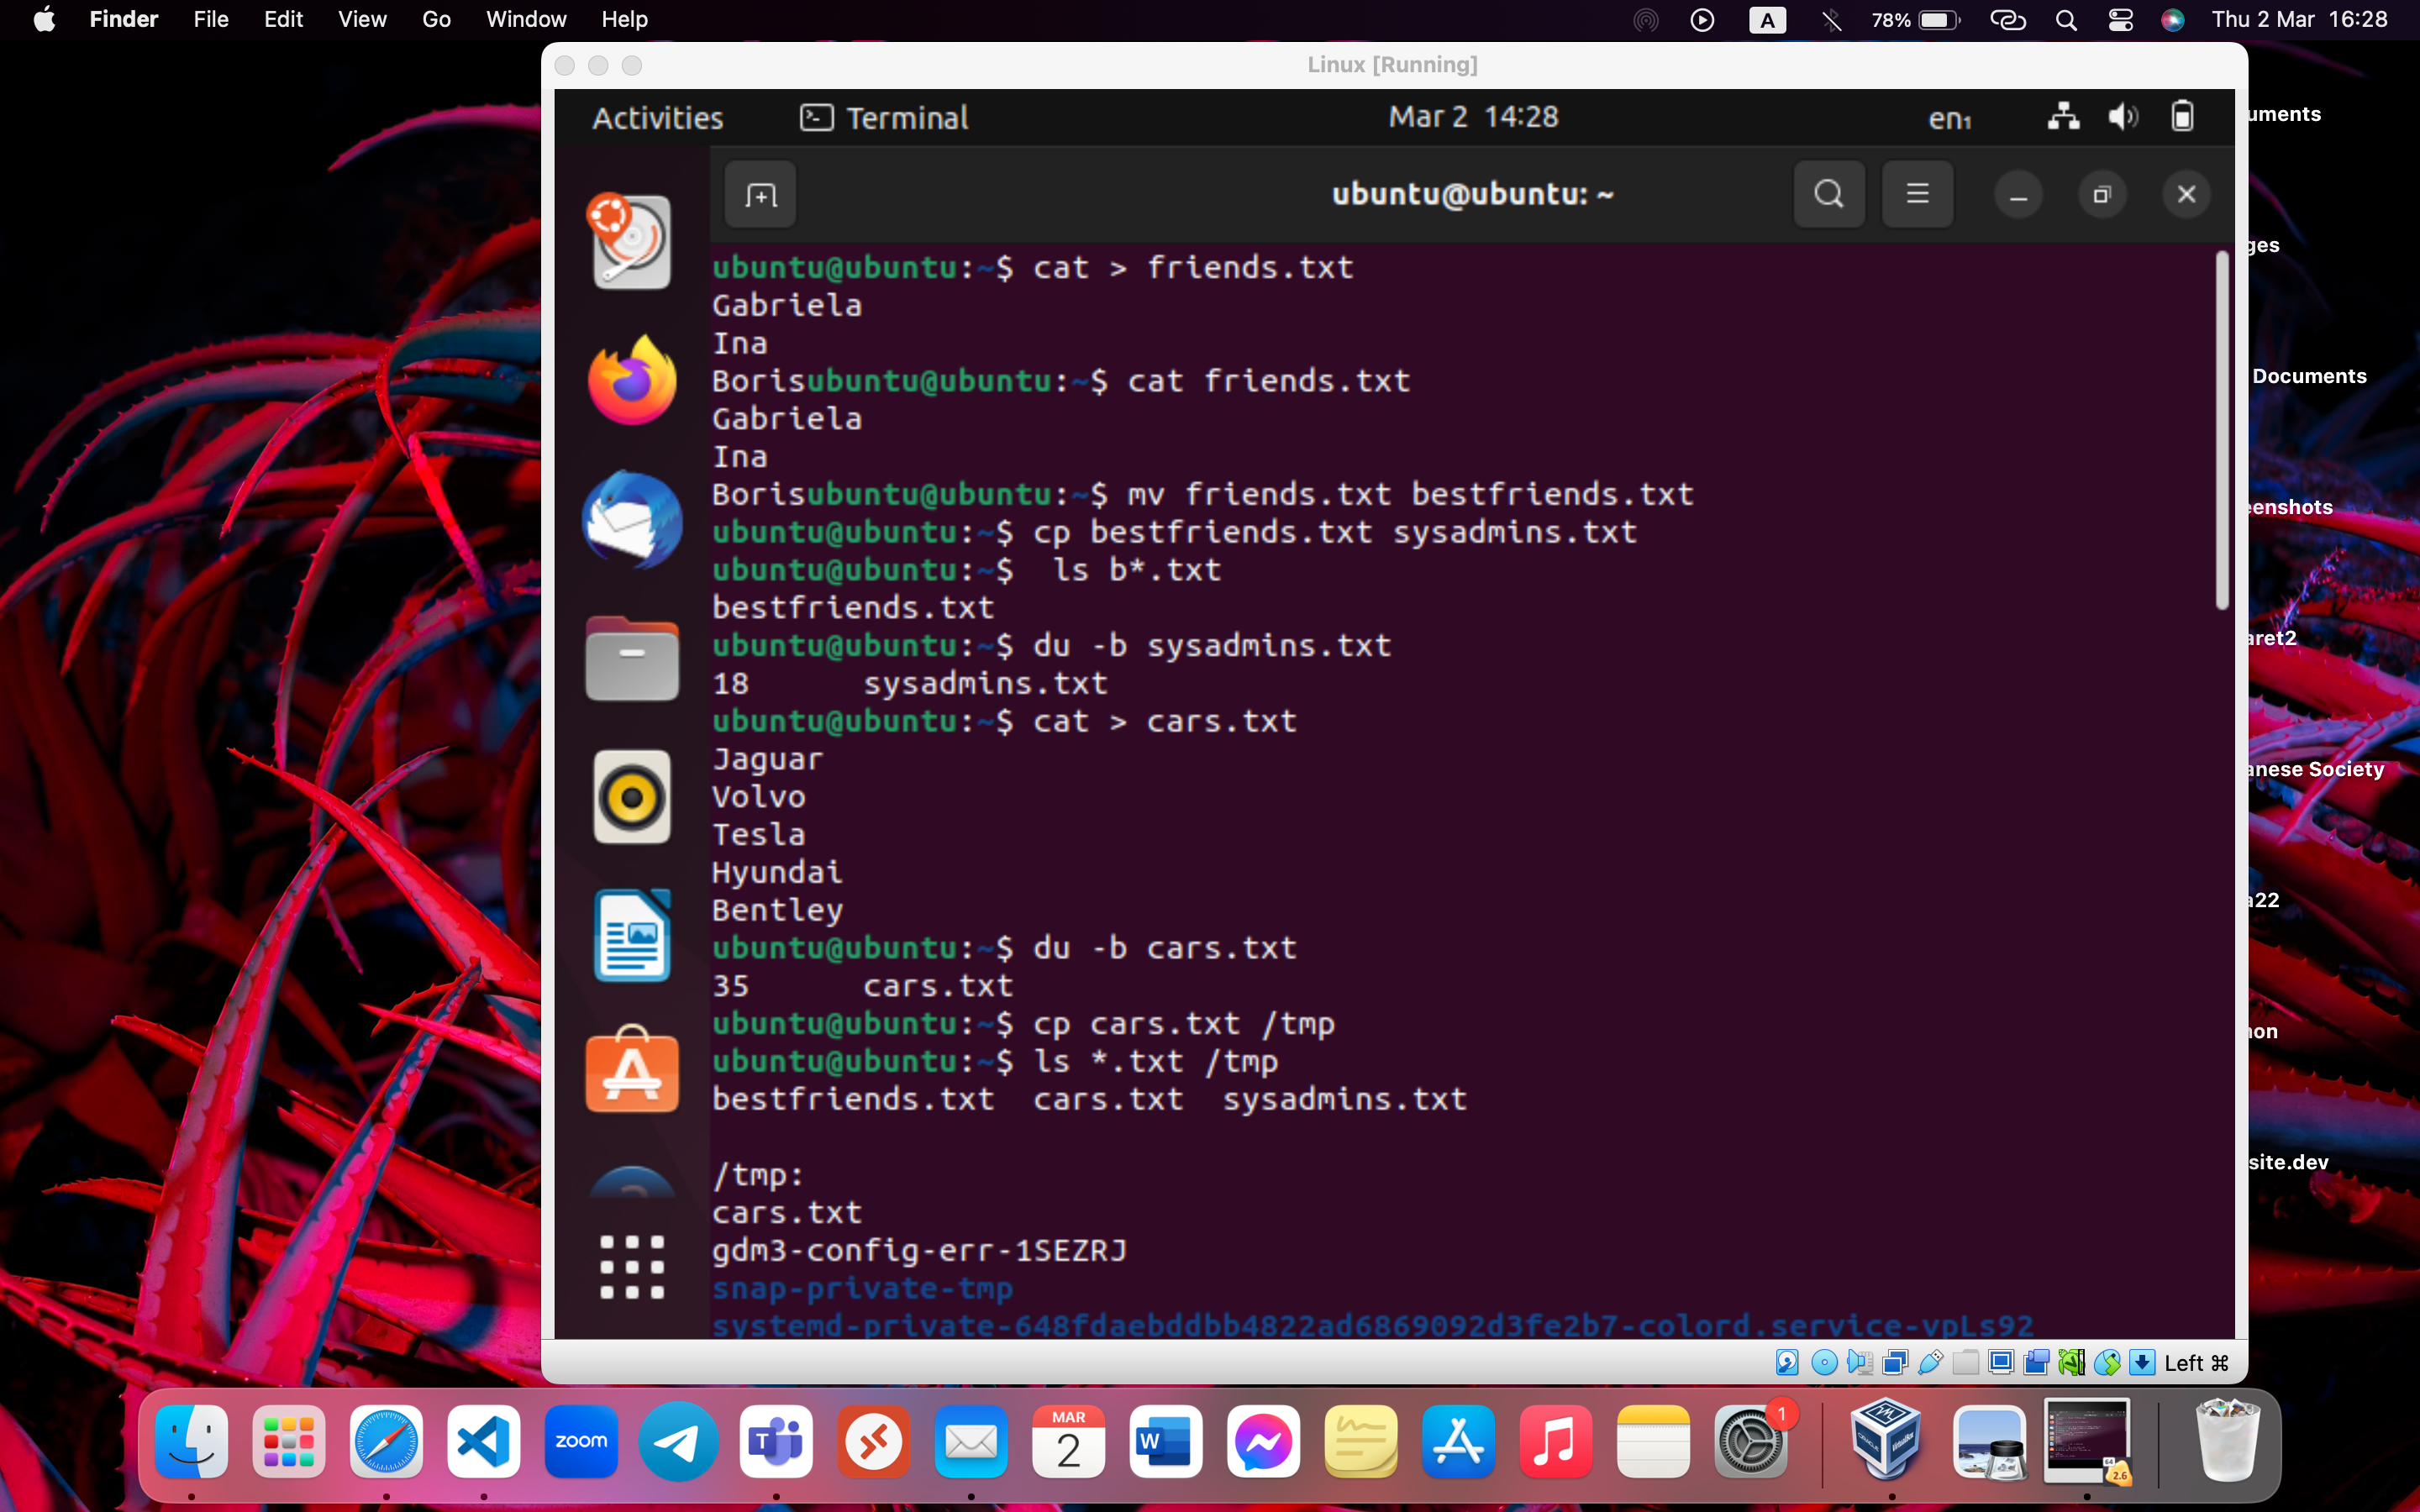 Finder File Edit View Go Window Help A 78% Thu 2 Mar 16:28
Linux [Running]
Activities Terminal Mar 2 14:28 en1
ubuntu@ubuntu: ~
ubuntu@ubuntu:~$ cat > friends.txt
Gabriela
Ina
Borisubuntu@ubuntu:~$ cat friends.txt
Gabriela
Ina
Borisubuntu@ubuntu:~$ mv friends.txt bestfriends.txt
ubuntu@ubuntu:~$ cp bestfriends.txt sysadmins.txt
ubuntu@ubuntu:~$  ls b*.txt
bestfriends.txt
ubuntu@ubuntu:~$ du -b sysadmins.txt
18      sysadmins.txt
ubuntu@ubuntu:~$ cat > cars.txt
Jaguar
Volvo
Tesla
Hyundai
Bentley
ubuntu@ubuntu:~$ du -b cars.txt
35      cars.txt
ubuntu@ubuntu:~$ cp cars.txt /tmp
ubuntu@ubuntu:~$ ls *.txt /tmp
bestfriends.txt  cars.txt  sysadmins.txt
/tmp:
cars.txt
gdm3-config-err-1SEZRJ
snap-private-tmp
systemd-private-648fdaebddbb4822ad6869092d3fe2b7-colord.service-vpLs92
Left ⌘
uments
ges
Documents
eenshots
aret2
anese Society
a22
non
site.dev
zoom
T
MAR
2
W
1
64
2.6